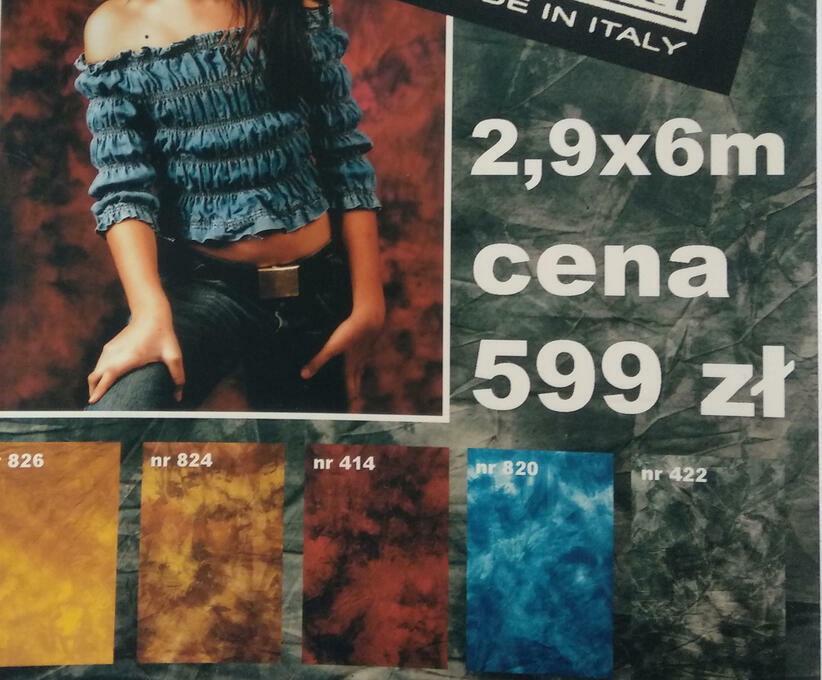 DE IN ITALY
2,9x6m
cena
599 zł
826
nr 824
nr 414
nr 820
nr 422